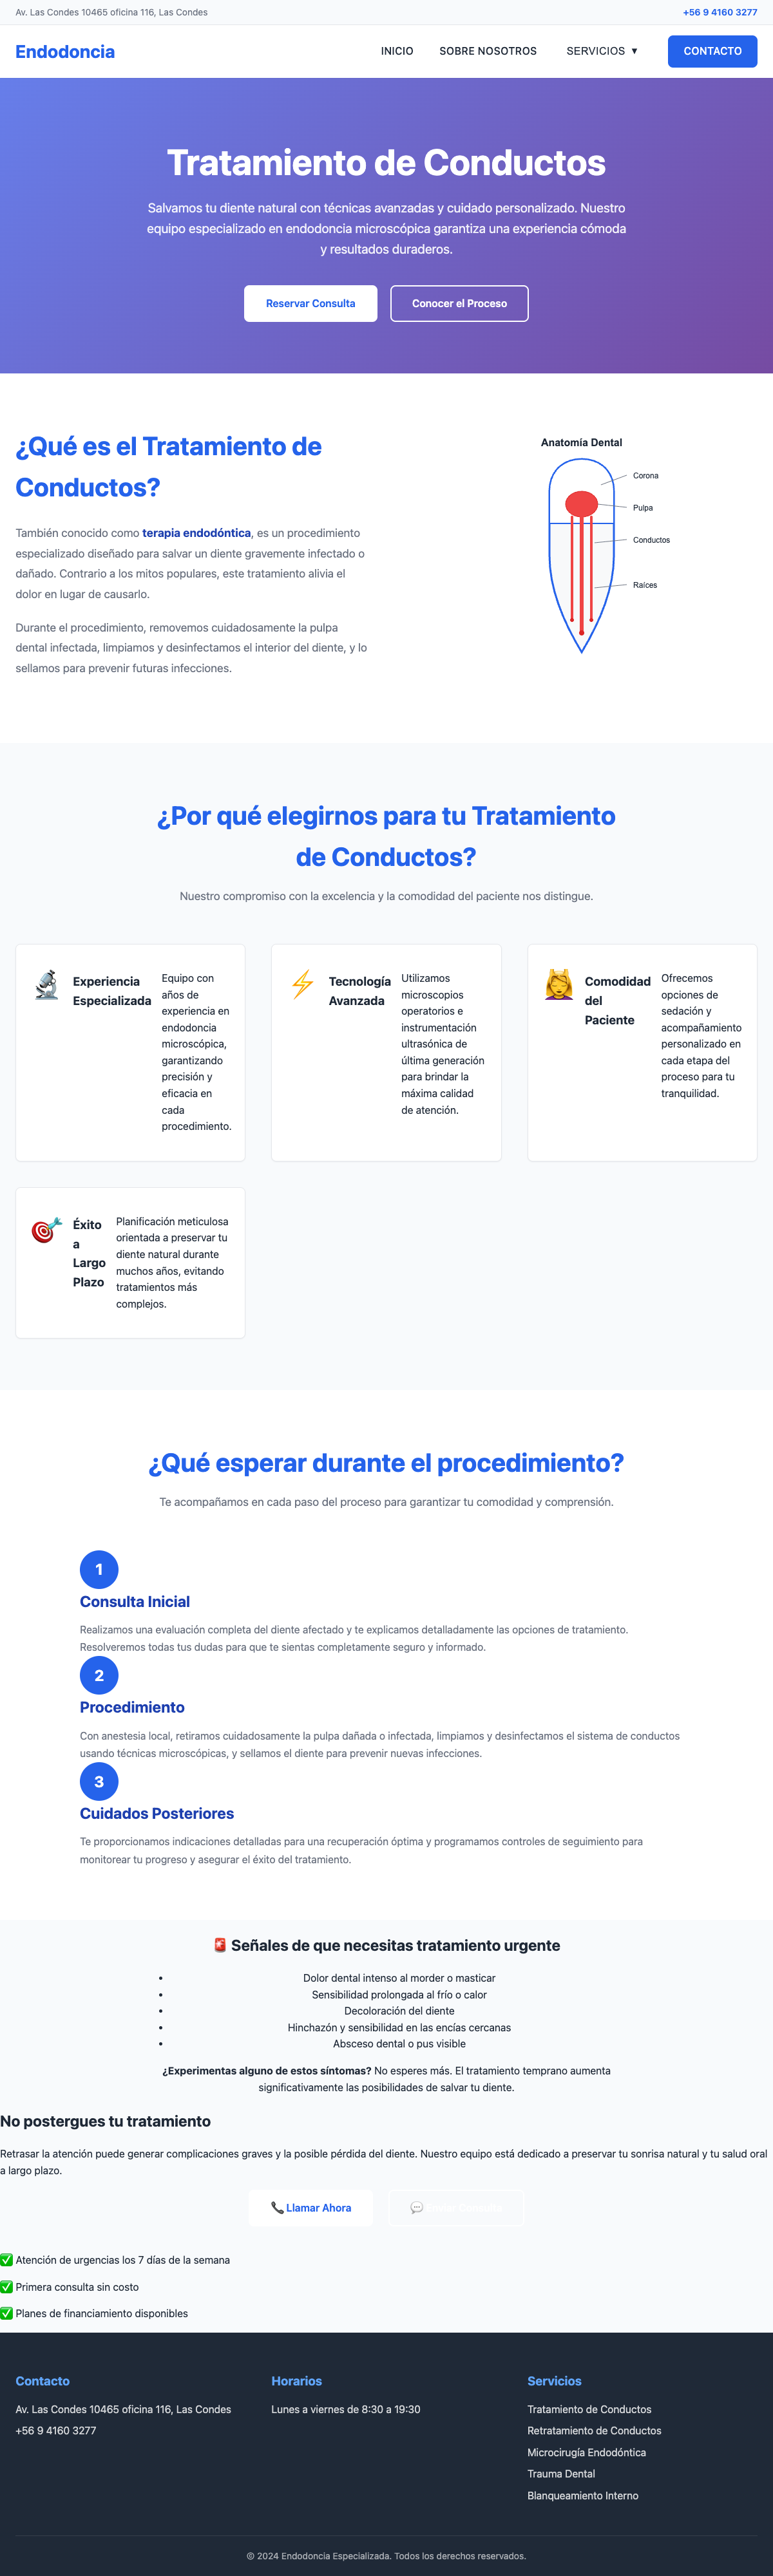 Av. Las Condes 10465 oficina 116, Las Condes
+56 9 4160 3277
Endodoncia
INICIO
SOBRE NOSOTROS
SERVICIOS ▼
CONTACTO
Tratamiento de Conductos
Salvamos tu diente natural con técnicas avanzadas y cuidado personalizado. Nuestro
equipo especializado en endodoncia microscópica garantiza una experiencia cómoda
y resultados duraderos.
Reservar Consulta
Conocer el Proceso
¿Qué es el Tratamiento de
Conductos?
También conocido como terapia endodóntica, es un procedimiento
especializado diseñado para salvar un diente gravemente infectado o
dañado. Contrario a los mitos populares, este tratamiento alivia el
dolor en lugar de causarlo.
Durante el procedimiento, removemos cuidadosamente la pulpa
dental infectada, limpiamos y desinfectamos el interior del diente, y lo
sellamos para prevenir futuras infecciones.
Anatomía Dental
Corona
Pulpa
Conductos
Raíces
¿Por qué elegirnos para tu Tratamiento
de Conductos?
Nuestro compromiso con la excelencia y la comodidad del paciente nos distingue.
Experiencia
Especializada
Equipo con
años de
experiencia en
endodoncia
microscópica,
garantizando
precisión y
eficacia en
cada
procedimiento.
Tecnología
Avanzada
Utilizamos
microscopios
operatorios e
instrumentación
ultrasónica de
última generación
para brindar la
máxima calidad
de atención.
Comodidad
del
Paciente
Ofrecemos
opciones de
sedación y
acompañamiento
personalizado en
cada etapa del
proceso para tu
tranquilidad.
Éxito
a
Largo
Plazo
Planificación meticulosa
orientada a preservar tu
diente natural durante
muchos años, evitando
tratamientos más
complejos.
¿Qué esperar durante el procedimiento?
Te acompañamos en cada paso del proceso para garantizar tu comodidad y comprensión.
1
Consulta Inicial
Realizamos una evaluación completa del diente afectado y te explicamos detalladamente las opciones de tratamiento.
Resolveremos todas tus dudas para que te sientas completamente seguro y informado.
2
Procedimiento
Con anestesia local, retiramos cuidadosamente la pulpa dañada o infectada, limpiamos y desinfectamos el sistema de conductos
usando técnicas microscópicas, y sellamos el diente para prevenir nuevas infecciones.
3
Cuidados Posteriores
Te proporcionamos indicaciones detalladas para una recuperación óptima y programamos controles de seguimiento para
monitorear tu progreso y asegurar el éxito del tratamiento.
🚨 Señales de que necesitas tratamiento urgente
• Dolor dental intenso al morder o masticar
• Sensibilidad prolongada al frío o calor
• Decoloración del diente
• Hinchazón y sensibilidad en las encías cercanas
• Absceso dental o pus visible
¿Experimentas alguno de estos síntomas? No esperes más. El tratamiento temprano aumenta
significativamente las posibilidades de salvar tu diente.
No postergues tu tratamiento
Retrasar la atención puede generar complicaciones graves y la posible pérdida del diente. Nuestro equipo está dedicado a preservar tu sonrisa natural y tu salud oral
a largo plazo.
📞 Llamar Ahora
💬
✅ Atención de urgencias los 7 días de la semana
✅ Primera consulta sin costo
✅ Planes de financiamiento disponibles
Contacto
Av. Las Condes 10465 oficina 116, Las Condes
+56 9 4160 3277
Horarios
Lunes a viernes de 8:30 a 19:30
Servicios
Tratamiento de Conductos
Retratamiento de Conductos
Microcirugía Endodóntica
Trauma Dental
Blanqueamiento Interno
© 2024 Endodoncia Especializada. Todos los derechos reservados.